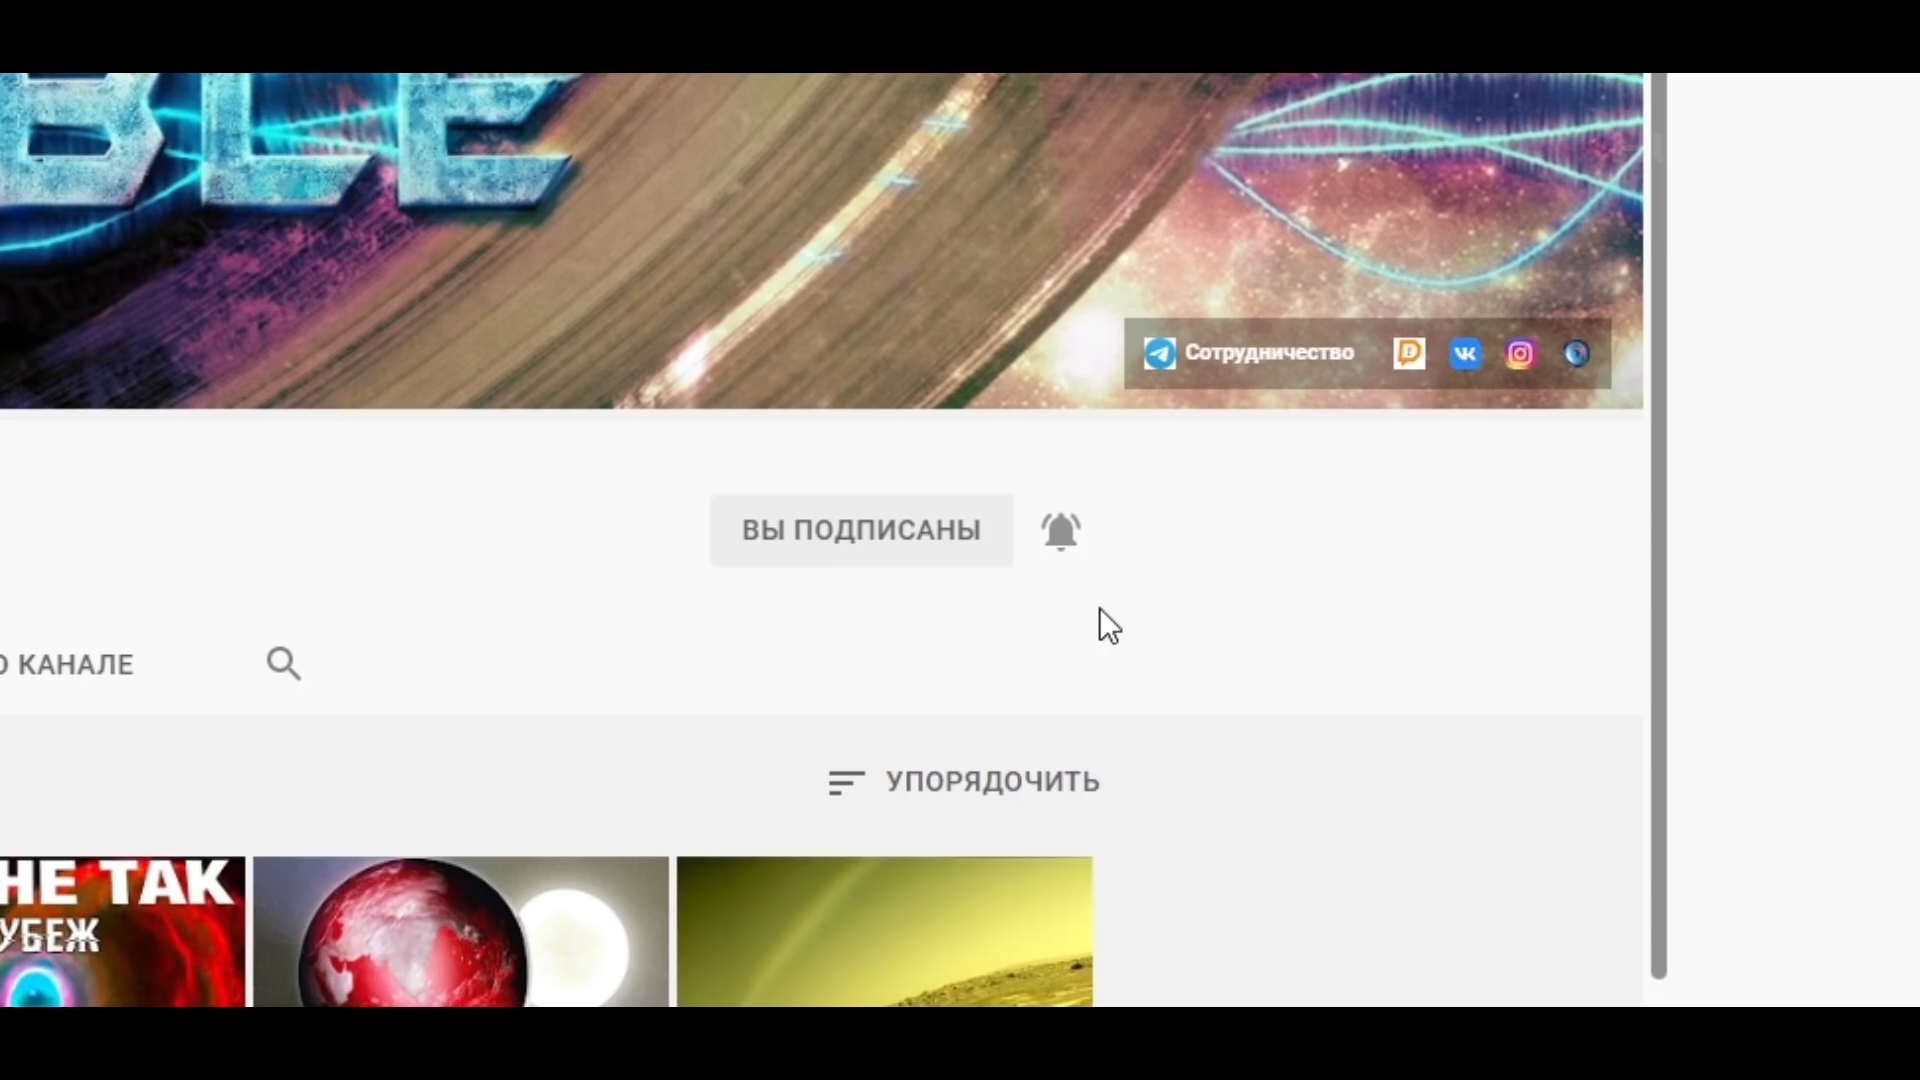 BLE
Сотрудничество
ВЫ ПОДПИСАНЫ
О КАНАЛЕ
УПОРЯДОЧИТЬ
НЕ ТАК
УБЕЖ